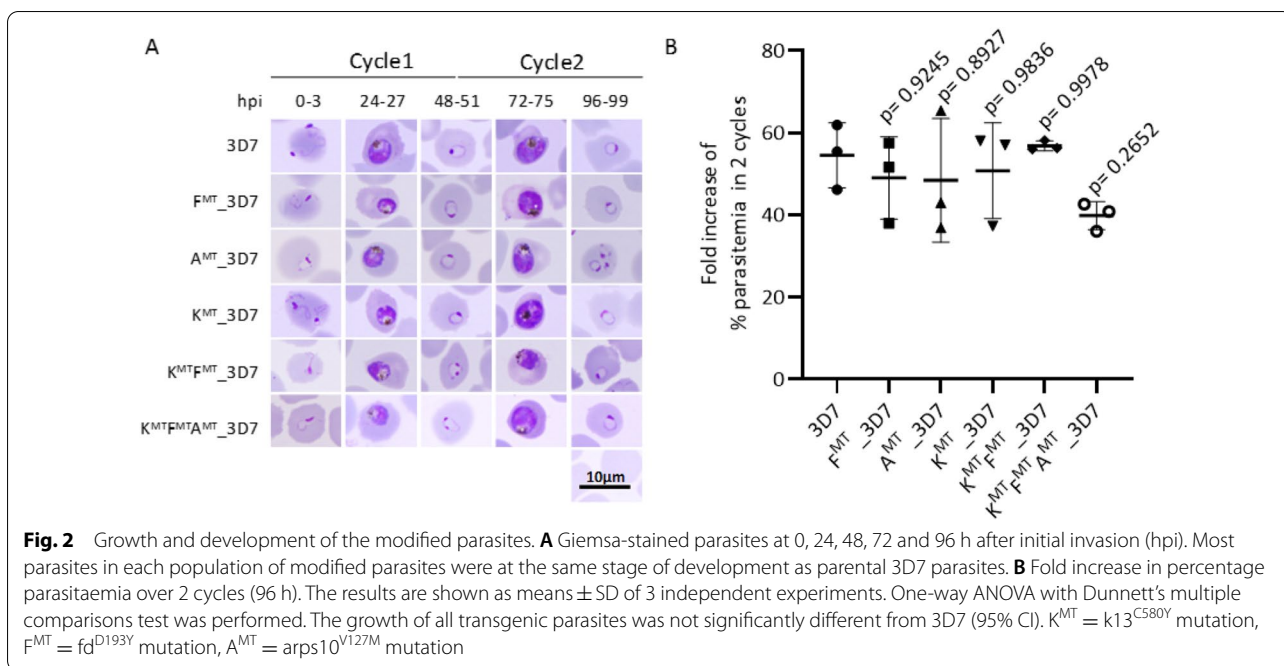 A
Cycle1 Cycle2
hpi 0-3 24-27 48-51 72-75 96-99
3D7
Fᴹᵀ_3D7
Aᴹᵀ_3D7
Kᴹᵀ_3D7
KᴹᵀFᴹᵀ_3D7
KᴹᵀFᴹᵀAᴹᵀ_3D7
10µm
B
Fold increase of
% parasitemia in 2 cycles
80
60
40
20
0
p= 0.9245
p= 0.8927
p= 0.9836
p= 0.9978
p= 0.2652
3D7
Fᴹᵀ_3D7
Aᴹᵀ_3D7
Kᴹᵀ_3D7
KᴹᵀFᴹᵀ_3D7
KᴹᵀFᴹᵀAᴹᵀ_3D7
Fig. 2 Growth and development of the modified parasites. A Giemsa-stained parasites at 0, 24, 48, 72 and 96 h after initial invasion (hpi). Most
parasites in each population of modified parasites were at the same stage of development as parental 3D7 parasites. B Fold increase in percentage
parasitaemia over 2 cycles (96 h). The results are shown as means ± SD of 3 independent experiments. One-way ANOVA with Dunnett's multiple
comparisons test was performed. The growth of all transgenic parasites was not significantly different from 3D7 (95% CI). Kᴹᵀ = k13ᶜ⁵⁸⁰ʸ mutation,
Fᴹᵀ = fdᴰ¹⁹³ʸ mutation, Aᴹᵀ = arps10ⱽ¹²⁷ᴹ mutation